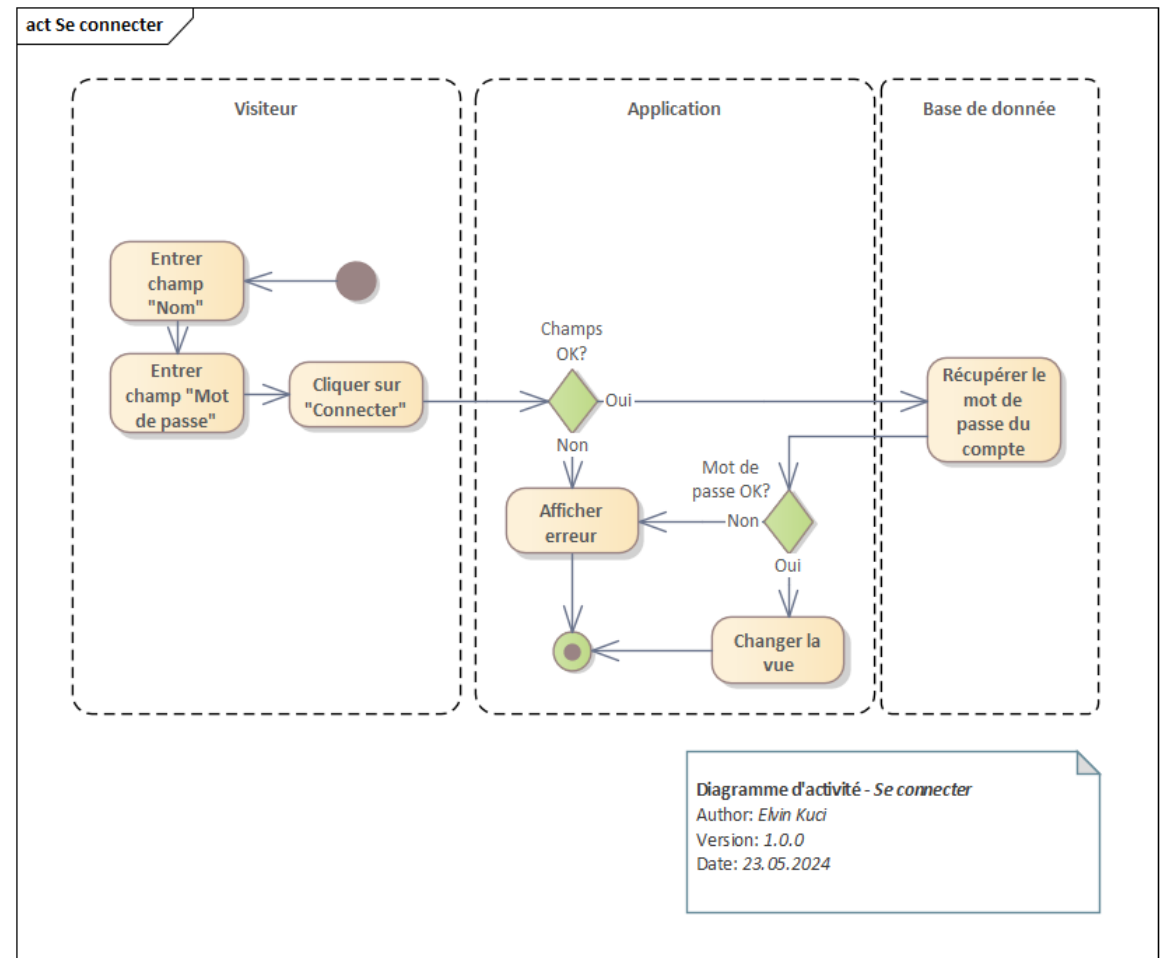 act Se connecter
Visiteur
Application
Base de donnée
Entrer
champ
"Nom"
Entrer
champ "Mot
de passe"
Cliquer sur
"Connecter"
Champs
OK?
Oui
Non
Récupérer le
mot de
passe du
compte
Mot de
passe OK?
Non
Oui
Afficher
erreur
Changer la
vue
Diagramme d'activité - Se connecter
Author: Elvin Kuci
Version: 1.0.0
Date: 23.05.2024